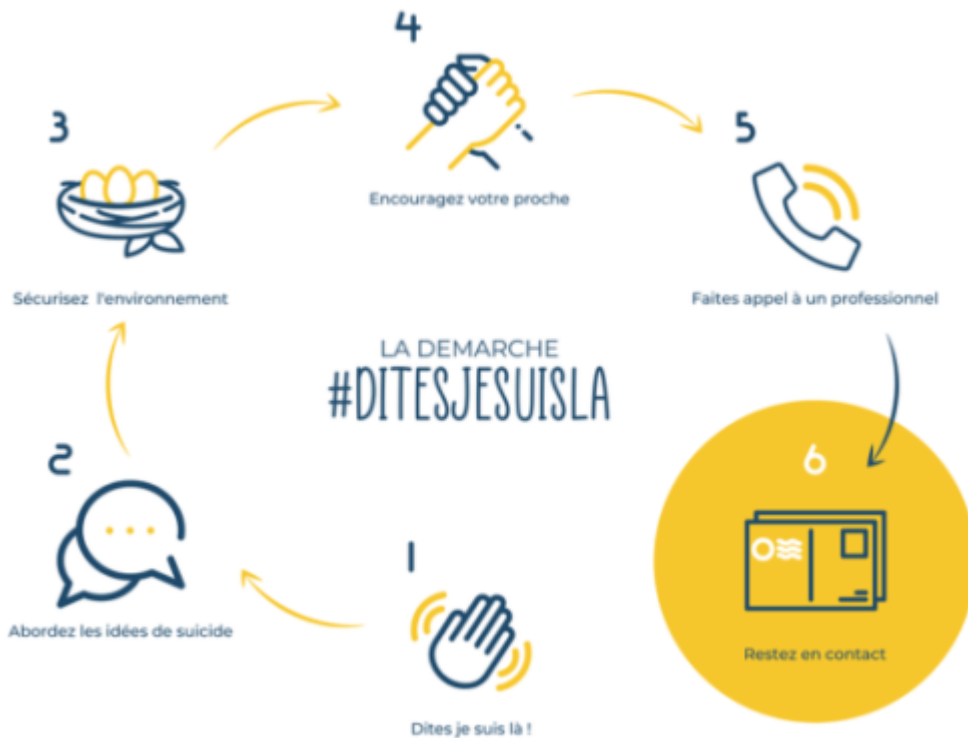 4
Encouragez votre proche
3
Sécurisez l'environnement
5
Faites appel à un professionnel
LA DEMARCHE
#DITESJESUISLA
2
Abordez les idées de suicide
1
Dites je suis là !
6
Restez en contact